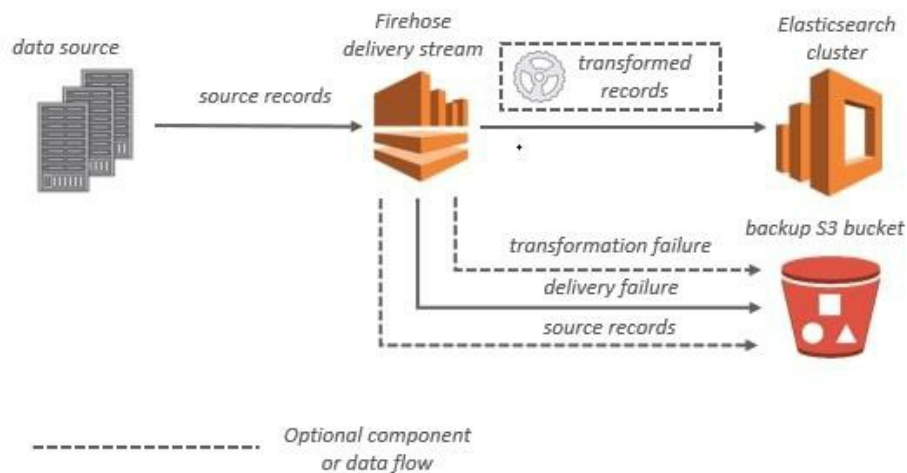 data source
source records
Firehose
delivery stream
transformed
records
Elasticsearch
cluster
backup S3 bucket
transformation failure
delivery failure
source records
Optional component
or data flow